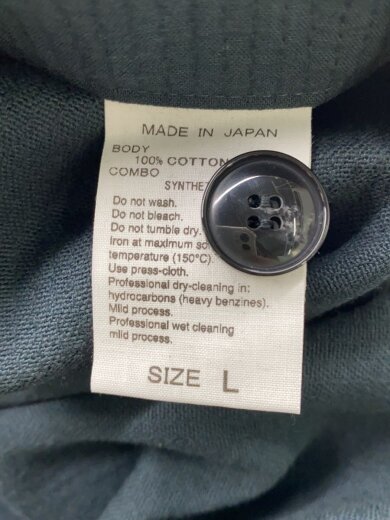 MADE IN JAPAN
BODY
100% COTTON
COMBO
Do not wash.
Do not bleach.
Do not tumble dry.
Iron at maximum
temperature (150°C).
Use press-cloth.
Professional dry-cleaning in:
hydrocarbons (heavy benzines).
Mild process.
Professional wet cleaning
mild process.
SIZE L